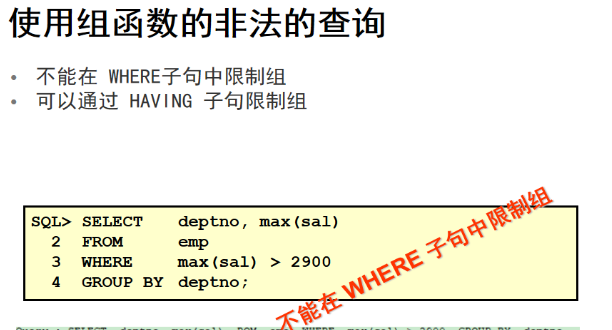 使用组函数的非法的查询
• 不能在 WHERE子句中限制组
• 可以通过 HAVING 子句限制组
SQL> SELECT deptno, max(sal)
2 FROM emp
3 WHERE max(sal) > 2900
4 GROUP BY deptno;
不能在 WHERE 子句中限制组